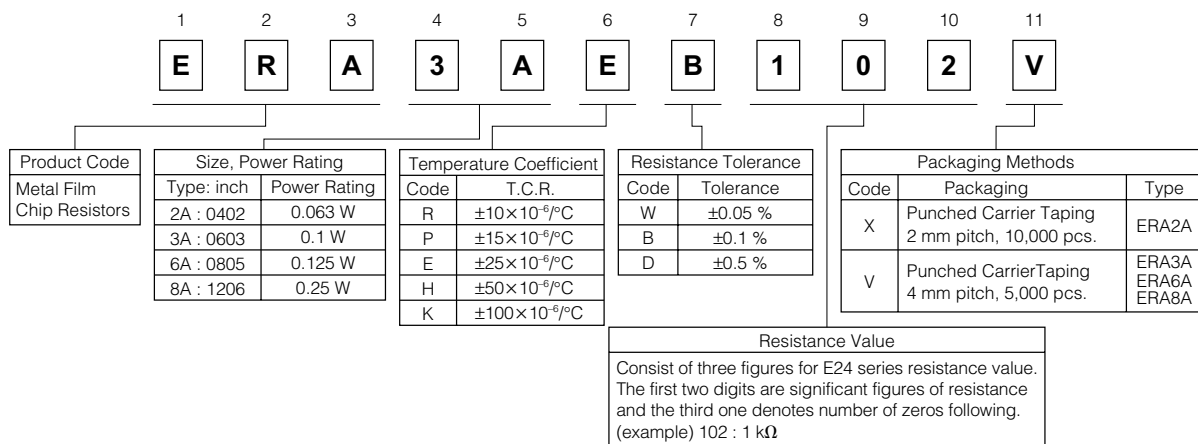 1 2 3 4 5 6 7 8 9 10 11
E R A 3 A E B 1 0 2 V
Product Code
Metal Film
Chip Resistors
Size, Power Rating
Type: inch Power Rating
2A : 0402 0.063 W
3A : 0603 0.1 W
6A : 0805 0.125 W
8A : 1206 0.25 W
Temperature Coefficient
Code T.C.R.
R ±10×10⁻⁶/°C
P ±15×10⁻⁶/°C
E ±25×10⁻⁶/°C
H ±50×10⁻⁶/°C
K ±100×10⁻⁶/°C
Resistance Tolerance
Code Tolerance
W ±0.05 %
B ±0.1 %
D ±0.5 %
Packaging Methods
Code Packaging Type
X Punched Carrier Taping
2 mm pitch, 10,000 pcs. ERA2A
V Punched CarrierTaping
4 mm pitch, 5,000 pcs.
ERA3A
ERA6A
ERA8A
Resistance Value
Consist of three figures for E24 series resistance value.
The first two digits are significant figures of resistance
and the third one denotes number of zeros following.
(example) 102 : 1 kΩ